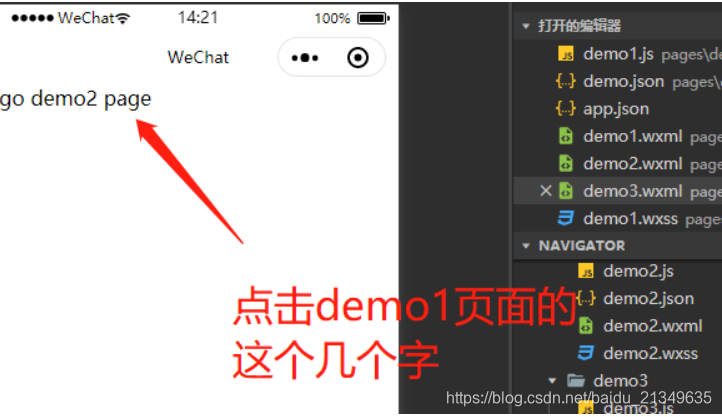 WeChat
14:21
100%
WeChat
go demo2 page
点击demo1页面的
这个几个字
打开的编辑器
JS demo1.js pages\de
{..} demo.json pages\
{..} app.json
demo1.wxml page
demo2.wxml page
demo3.wxml page
demo1.wxss page
NAVIGATOR
JS demo2.js
{..} demo2.json
demo2.wxml
demo2.wxss
demo3
JS demo3.js
https://blog.csdn.net/baidu_21349635